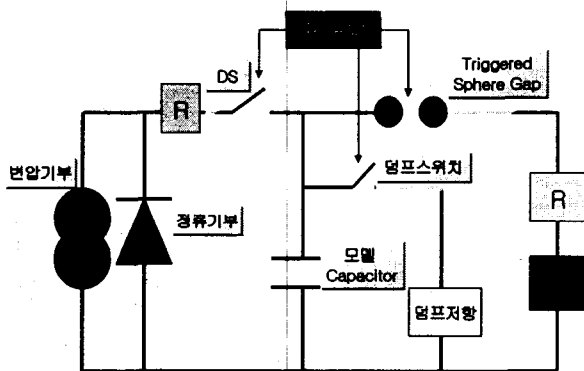 DS
Triggered
Sphere Gap
R
변압기부
정류기부
덤프스위치
R
모델
Capacitor
덤프저항